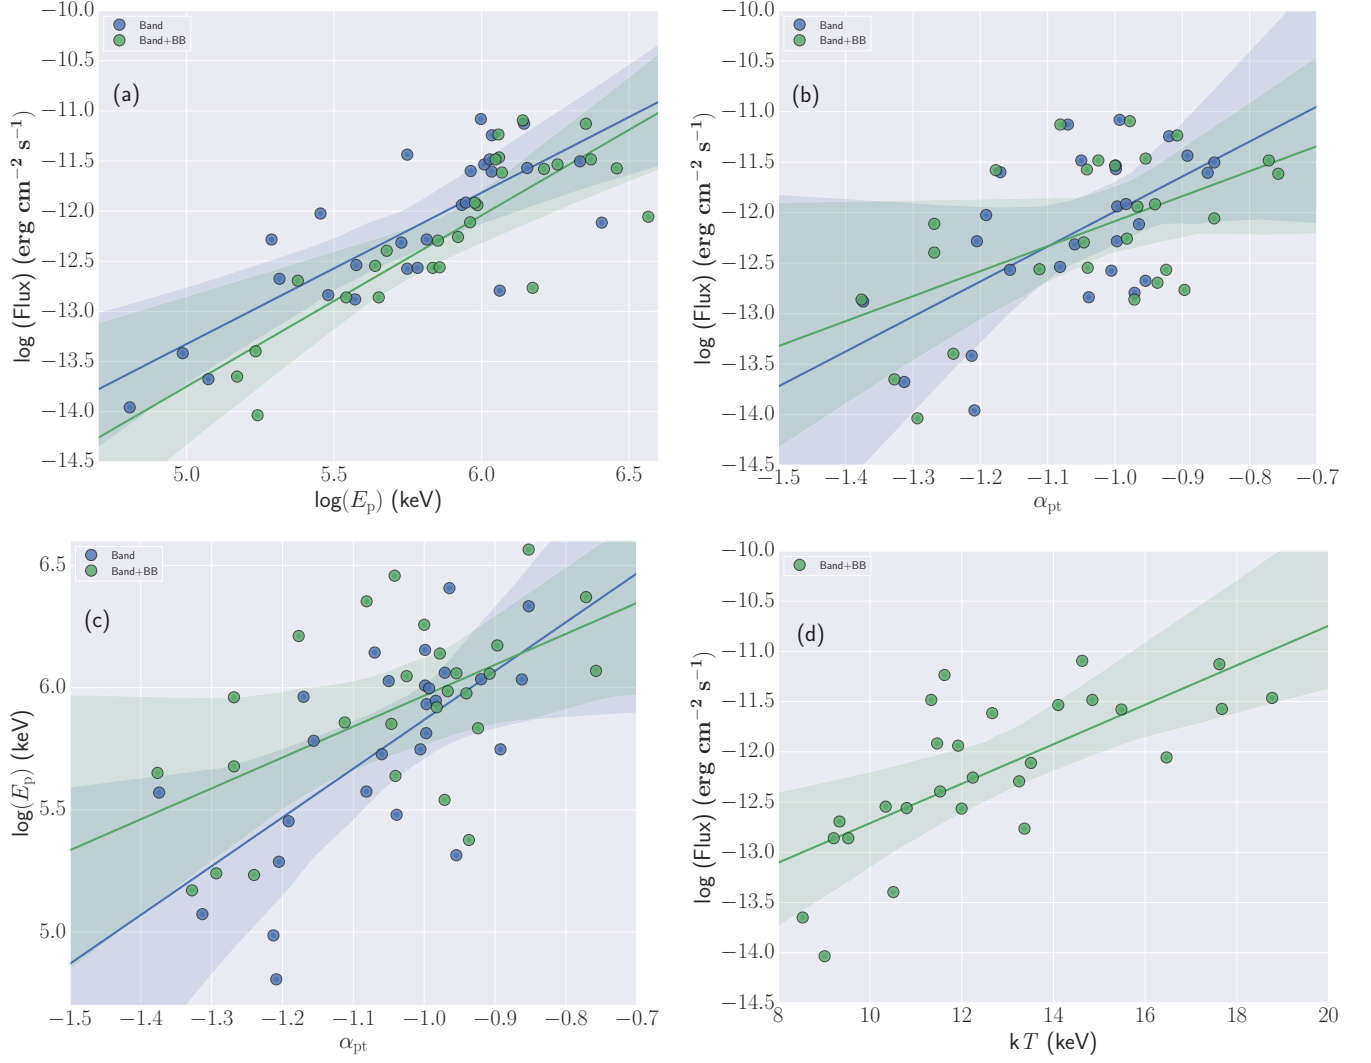 −10.0
Band
Band+BB
−10.5
(a)
−11.0
−11.5
−12.0
−12.5
−13.0
−13.5
−14.0
−14.5
log (Flux) (erg cm−2 s−1)
5.0 5.5 6.0 6.5
log(Ep) (keV)
−10.0
Band
Band+BB
−10.5
(b)
−11.0
−11.5
−12.0
−12.5
−13.0
−13.5
−14.0
−14.5
log (Flux) (erg cm−2 s−1)
−1.5 −1.4 −1.3 −1.2 −1.1 −1.0 −0.9 −0.8 −0.7
αpt
Band
6.5
Band+BB
(c)
6.0
5.5
5.0
log(Ep) (keV)
−1.5 −1.4 −1.3 −1.2 −1.1 −1.0 −0.9 −0.8 −0.7
αpt
−10.0
Band+BB
−10.5
(d)
−11.0
−11.5
−12.0
−12.5
−13.0
−13.5
−14.0
−14.5
log (Flux) (erg cm−2 s−1)
8 10 12 14 16 18 20
kT (keV)